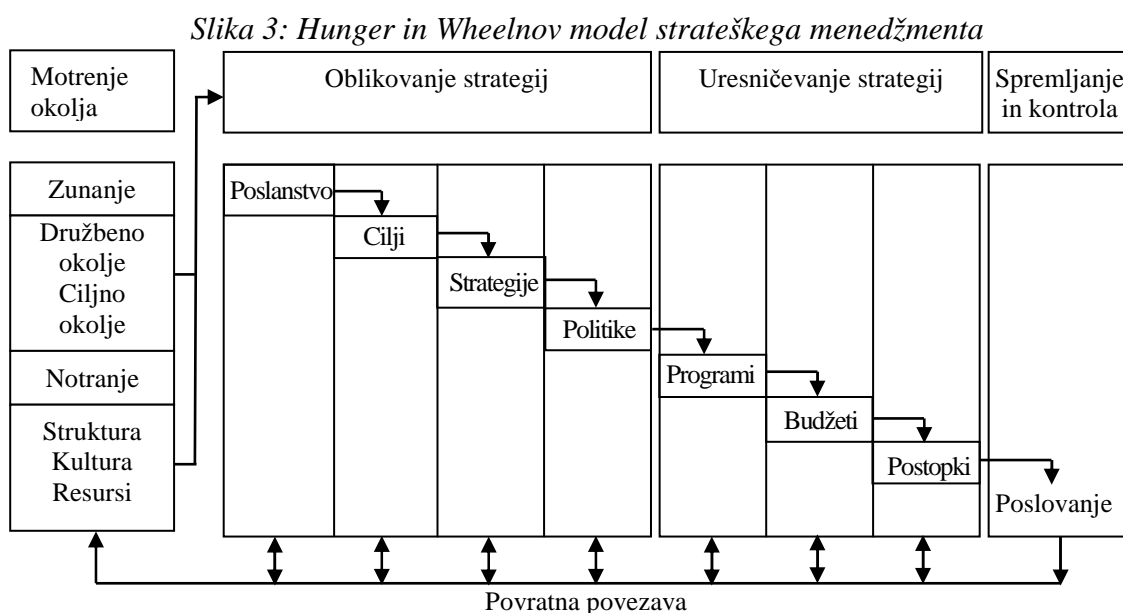 Slika 3: Hunger in Wheelnov model strateškega menedžmenta
Motrenje
okolja
Oblikovanje strategij
Uresničevanje strategij
Spremljanje
in kontrola
Zunanje
Družbeno
okolje
Ciljno
okolje
Notranje
Struktura
Kultura
Resursi
Poslanstvo
Cilji
Strategije
Politike
Programi
Budžeti
Postopki
Poslovanje
Povratna povezava